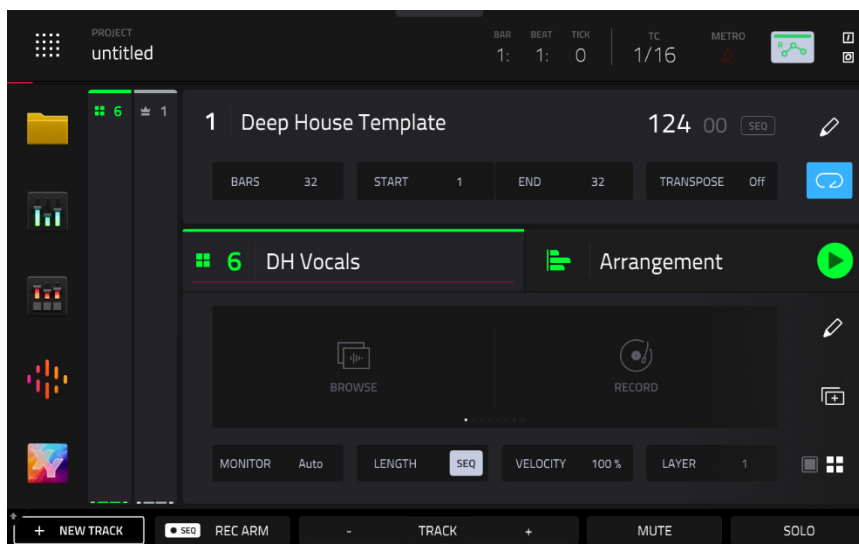 PROJECT
untitled
BAR BEAT TICK
1: 1: 0
TC
1/16
METRO
6
1
1 Deep House Template
124 00 SEQ
BARS 32 START 1 END 32 TRANSPOSE Off
6 DH Vocals
Arrangement
BROWSE
RECORD
MONITOR Auto LENGTH SEQ VELOCITY 100 % LAYER 1
+ NEW TRACK SEQ REC ARM - TRACK + MUTE SOLO
XY
R
I
O